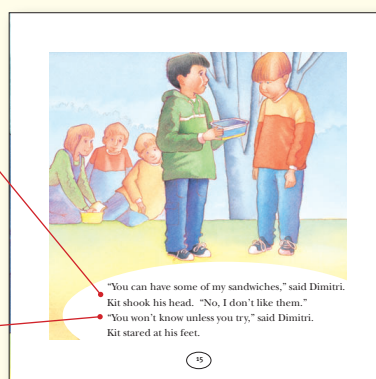 “You can have some of my sandwiches,” said Dimitri.
Kit shook his head. “No, I don’t like them.”
“You won’t know unless you try,” said Dimitri.
Kit stared at his feet.
15